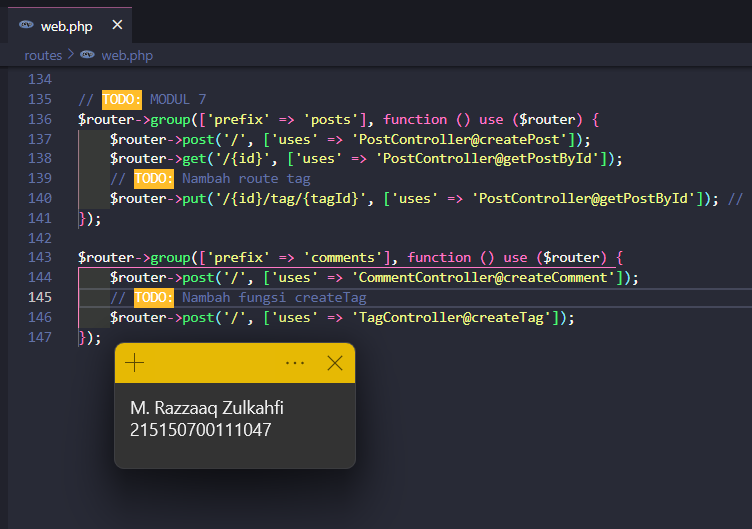 web.php ×
routes > web.php
134
135 // TODO: MODUL 7
136 $router->group(['prefix' => 'posts'], function () use ($router) {
137     $router->post('/', ['uses' => 'PostController@createPost']);
138     $router->get('/{id}', ['uses' => 'PostController@getPostById']);
139     // TODO: Nambah route tag
140     $router->put('/{id}/tag/{tagId}', ['uses' => 'PostController@getPostById']); //
141 });
142
143 $router->group(['prefix' => 'comments'], function () use ($router) {
144     $router->post('/', ['uses' => 'CommentController@createComment']);
145     // TODO: Nambah fungsi createTag
146     $router->post('/', ['uses' => 'TagController@createTag']);
147 });
M. Razzaaq Zulkahfi
215150700111047